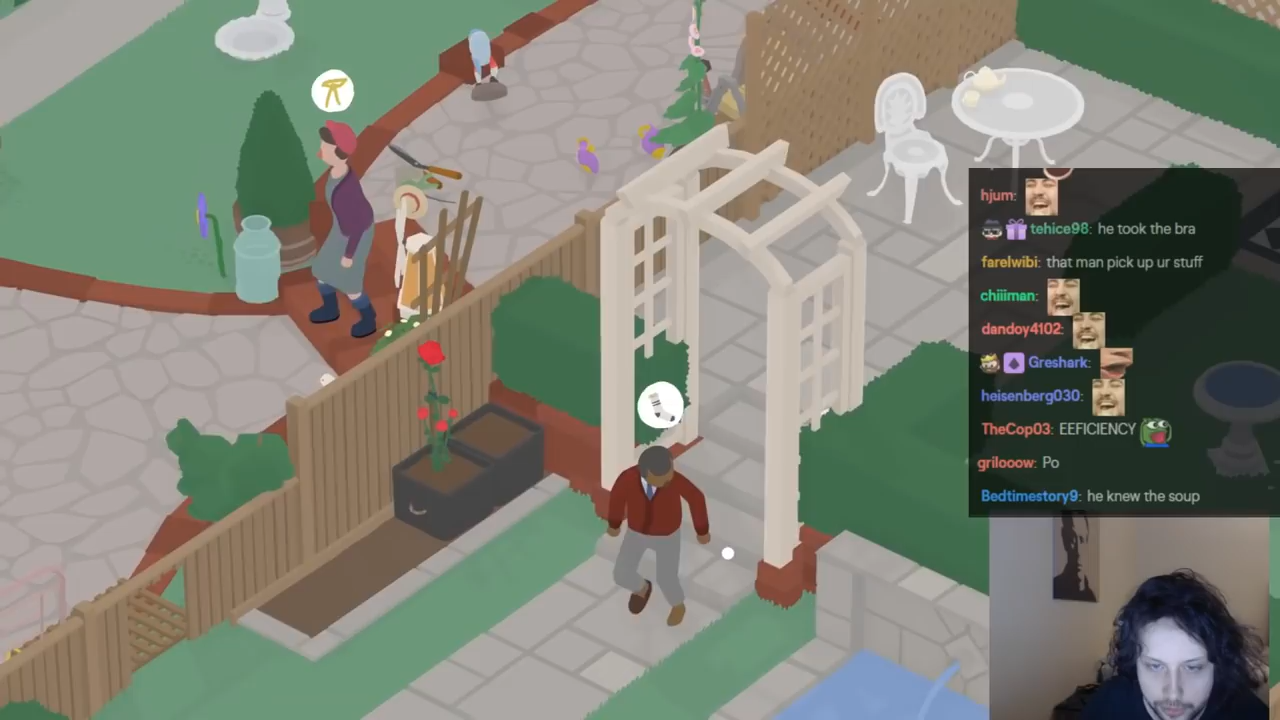 hjum:
tehice98: he took the bra
farelwibi: that man pick up ur stuff
chiiiman:
dandoy4102:
Greshark:
heisenberg030:
TheCop03: EEFICIENCY
grilooow: Po
Bedtimestory9: he knew the soup